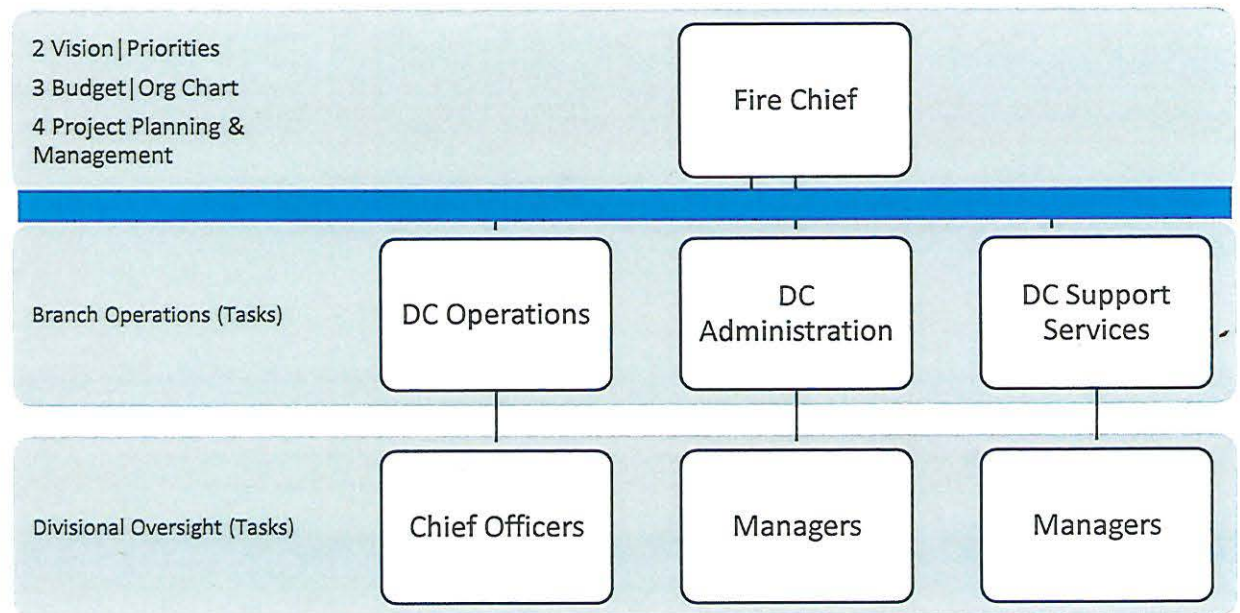 2 Vision|Priorities
3 Budget|Org Chart
4 Project Planning &
Management
Fire Chief
Branch Operations (Tasks)
DC Operations
DC
Administration
DC Support
Services
Divisional Oversight (Tasks)
Chief Officers
Managers
Managers